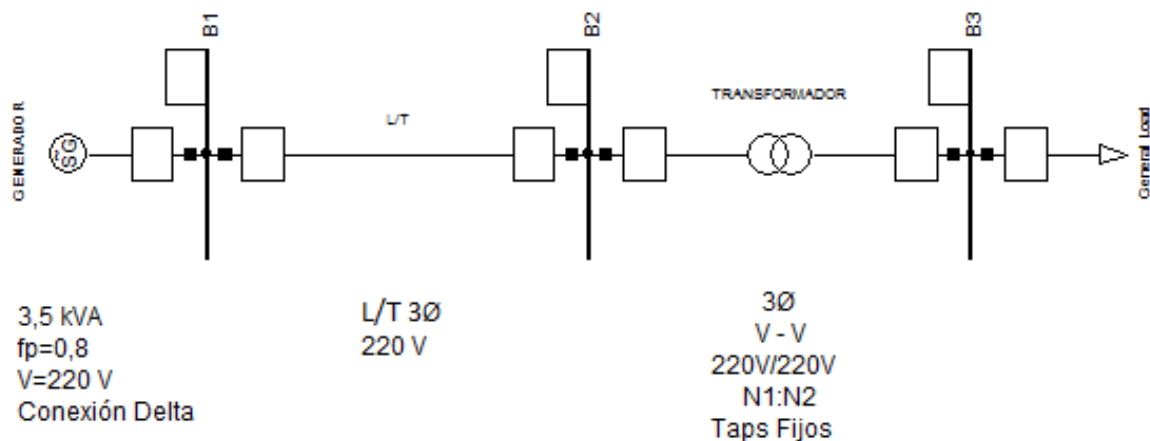 B1
B2
B3
GENERADOR
SG
L/T
TRANSFORMADOR
General Load
3,5 kVA
fp=0,8
V=220 V
Conexión Delta
L/T 3Ø
220 V
3Ø
V - V
220V/220V
N1:N2
Taps Fijos